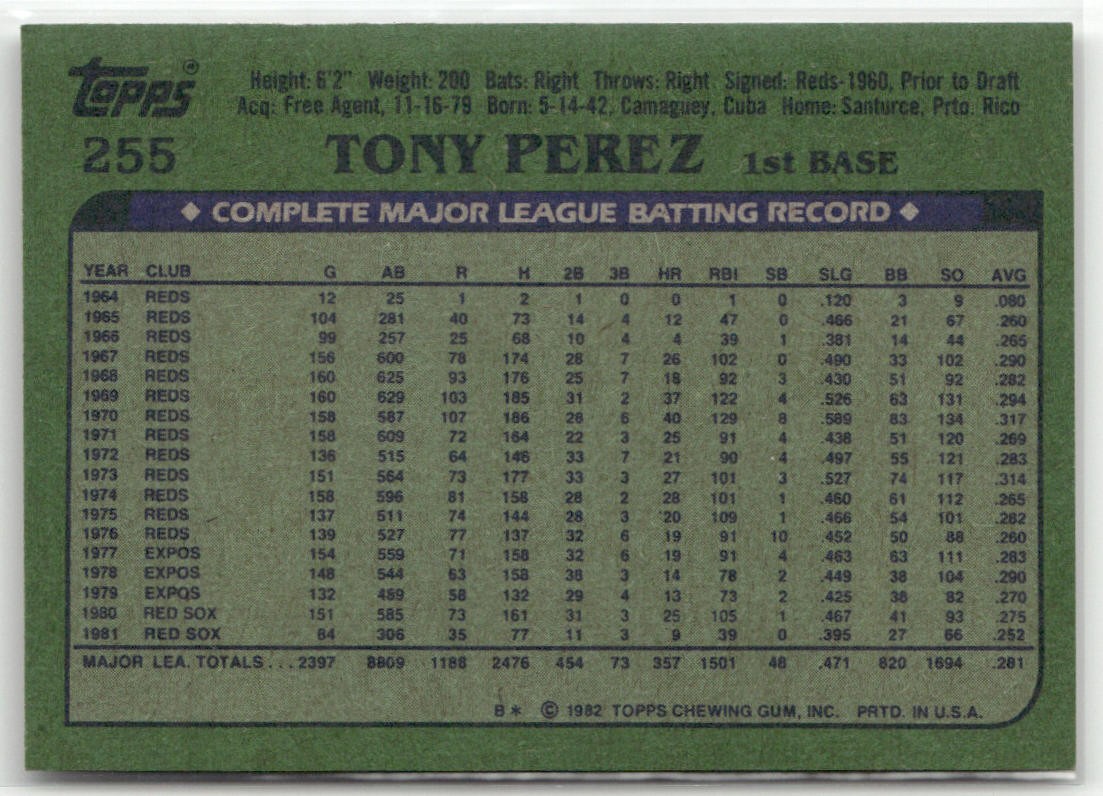 Topps ® Height: 6'2" Weight: 200 Bats: Right Throws: Right Signed: Reds-1960, Prior to Draft
Acq: Free Agent, 11-16-79 Born: 5-14-42, Camaguey, Cuba Home: Santurce, Prto. Rico
255 TONY PEREZ 1st BASE
◆ COMPLETE MAJOR LEAGUE BATTING RECORD ◆
YEAR CLUB G AB R H 2B 3B HR RBI SB SLG BB SO AVG
1964 REDS 12 25 1 2 1 0 0 1 0 .120 3 9 .080
1965 REDS 104 281 40 73 14 4 12 47 0 .466 21 67 .260
1966 REDS 99 257 25 68 10 4 4 39 1 .381 14 44 .265
1967 REDS 156 600 78 174 28 7 26 102 0 .490 33 102 .290
1968 REDS 160 625 93 176 25 7 18 92 3 .430 51 92 .282
1969 REDS 160 629 103 185 31 2 37 122 4 .526 63 131 .294
1970 REDS 158 587 107 186 28 6 40 129 8 .589 83 134 .317
1971 REDS 158 609 72 164 22 3 25 91 4 .438 51 120 .269
1972 REDS 136 515 64 146 33 7 21 90 4 .497 55 121 .283
1973 REDS 151 564 73 177 33 3 27 101 3 .527 74 117 .314
1974 REDS 158 596 81 158 28 2 28 101 1 .460 61 112 .265
1975 REDS 137 511 74 144 28 3 20 109 1 .466 54 101 .282
1976 REDS 139 527 77 137 32 6 19 91 10 .452 50 88 .260
1977 EXPOS 154 559 71 158 32 6 19 91 4 .463 63 111 .283
1978 EXPOS 148 544 63 158 38 3 14 78 2 .449 38 104 .290
1979 EXPOS 132 489 58 132 29 4 13 73 2 .425 38 82 .270
1980 RED SOX 151 585 73 161 31 3 25 105 1 .467 41 93 .275
1981 RED SOX 84 306 35 77 11 3 9 39 0 .395 27 66 .252
MAJOR LEA. TOTALS...2397 8809 1188 2476 454 73 357 1501 48 .471 820 1694 .281
B* © 1982 TOPPS CHEWING GUM, INC. PRTD. IN U.S.A.